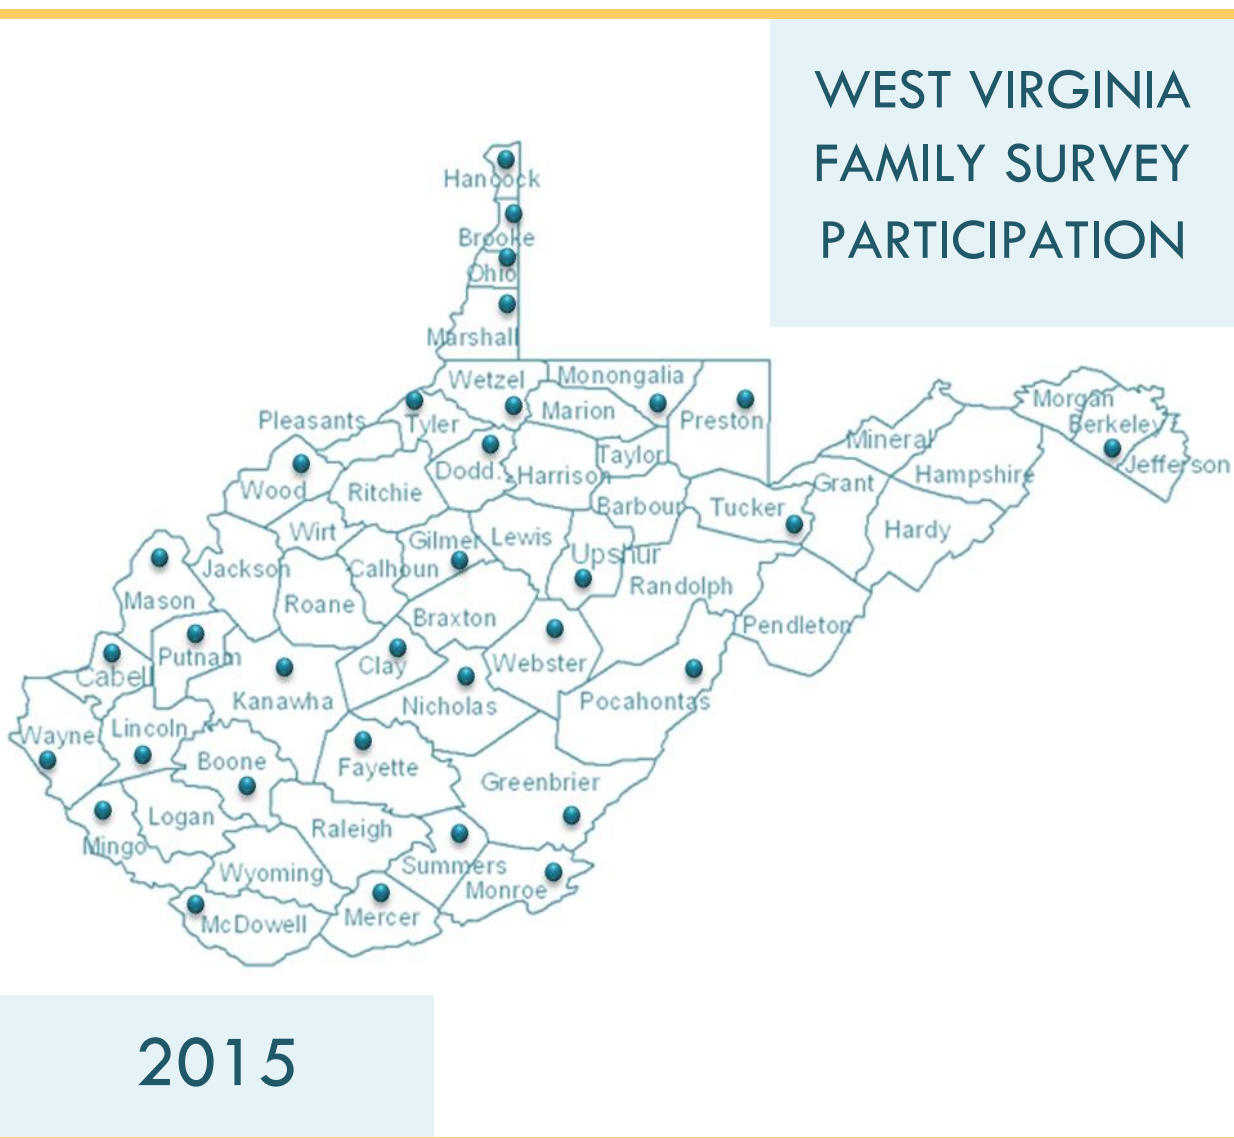 WEST VIRGINIA
FAMILY SURVEY
PARTICIPATION
Hancock
Brooke
Ohio
Marshall
Wetzel
Monongalia
Marion
Preston
Pleasants
Tyler
Morgan
Berkeley
Mineral
Jefferson
Hampshire
Dodd.
Harrison
Taylor
Grant
Wood
Ritchie
Barbour
Tucker
Hardy
Wirt
Gilmer
Lewis
Upshur
Jackson
Calhoun
Randolph
Mason
Roane
Braxton
Pendleton
Putnam
Clay
Webster
Cabell
Kanawha
Nicholas
Pocahontas
Wayne
Lincoln
Boone
Fayette
Greenbrier
Logan
Raleigh
Mingo
Wyoming
Summers
Monroe
McDowell
Mercer
2015